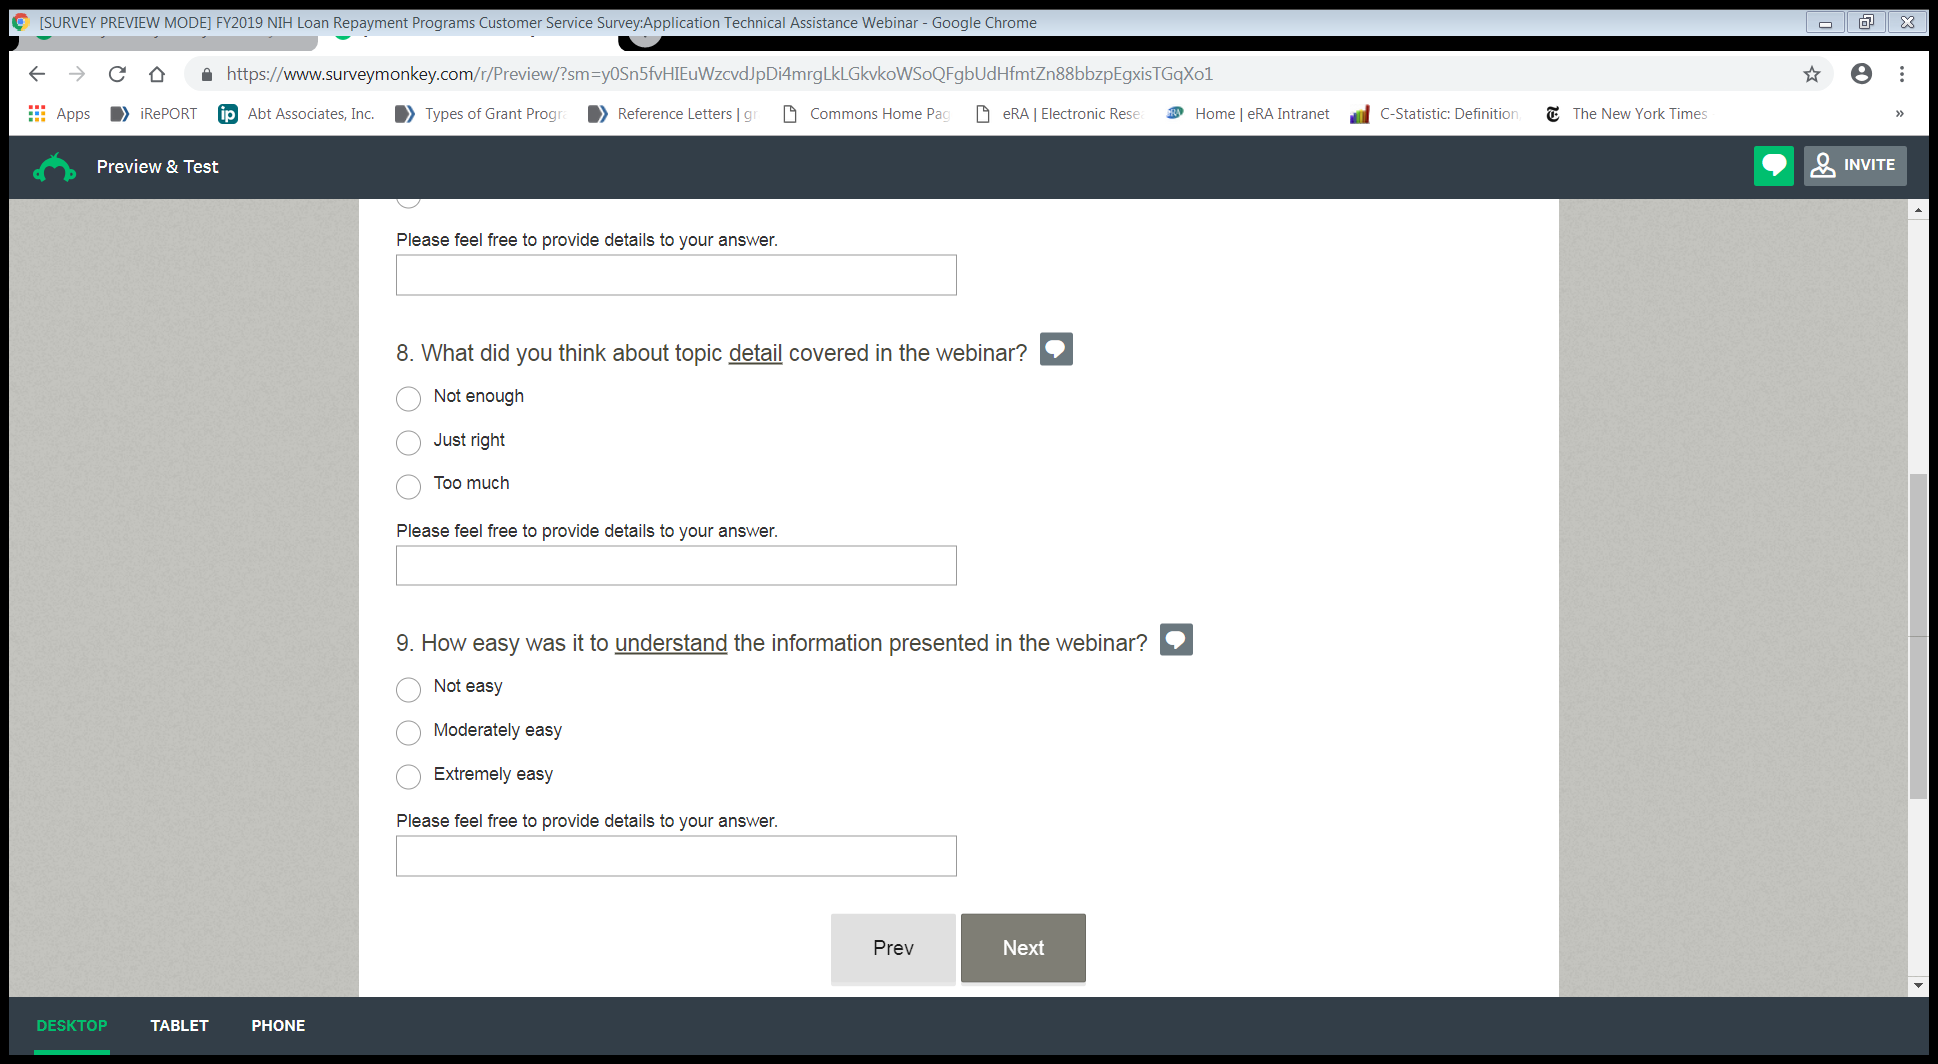 [SURVEY PREVIEW MODE] FY2019 NIH Loan Repayment Programs Customer Service Survey:Application Technical Assistance Webinar - Google Chrome
https://www.surveymonkey.com/r/Preview/?sm=y0Sn5fvHIEuWzcvdJpDi4mrgLkLGkvkoWSoQFgbUdHfmtZn88bbzpEgxisTGqXo1
Apps iRePORT ip Abt Associates, Inc. Types of Grant Progra Reference Letters | gr Commons Home Pag eRA | Electronic Rese eRA Home | eRA Intranet C-Statistic: Definition, The New York Times »
Preview & Test INVITE
Please feel free to provide details to your answer.
8. What did you think about topic detail covered in the webinar?
Not enough
Just right
Too much
Please feel free to provide details to your answer.
9. How easy was it to understand the information presented in the webinar?
Not easy
Moderately easy
Extremely easy
Please feel free to provide details to your answer.
Prev Next
DESKTOP TABLET PHONE